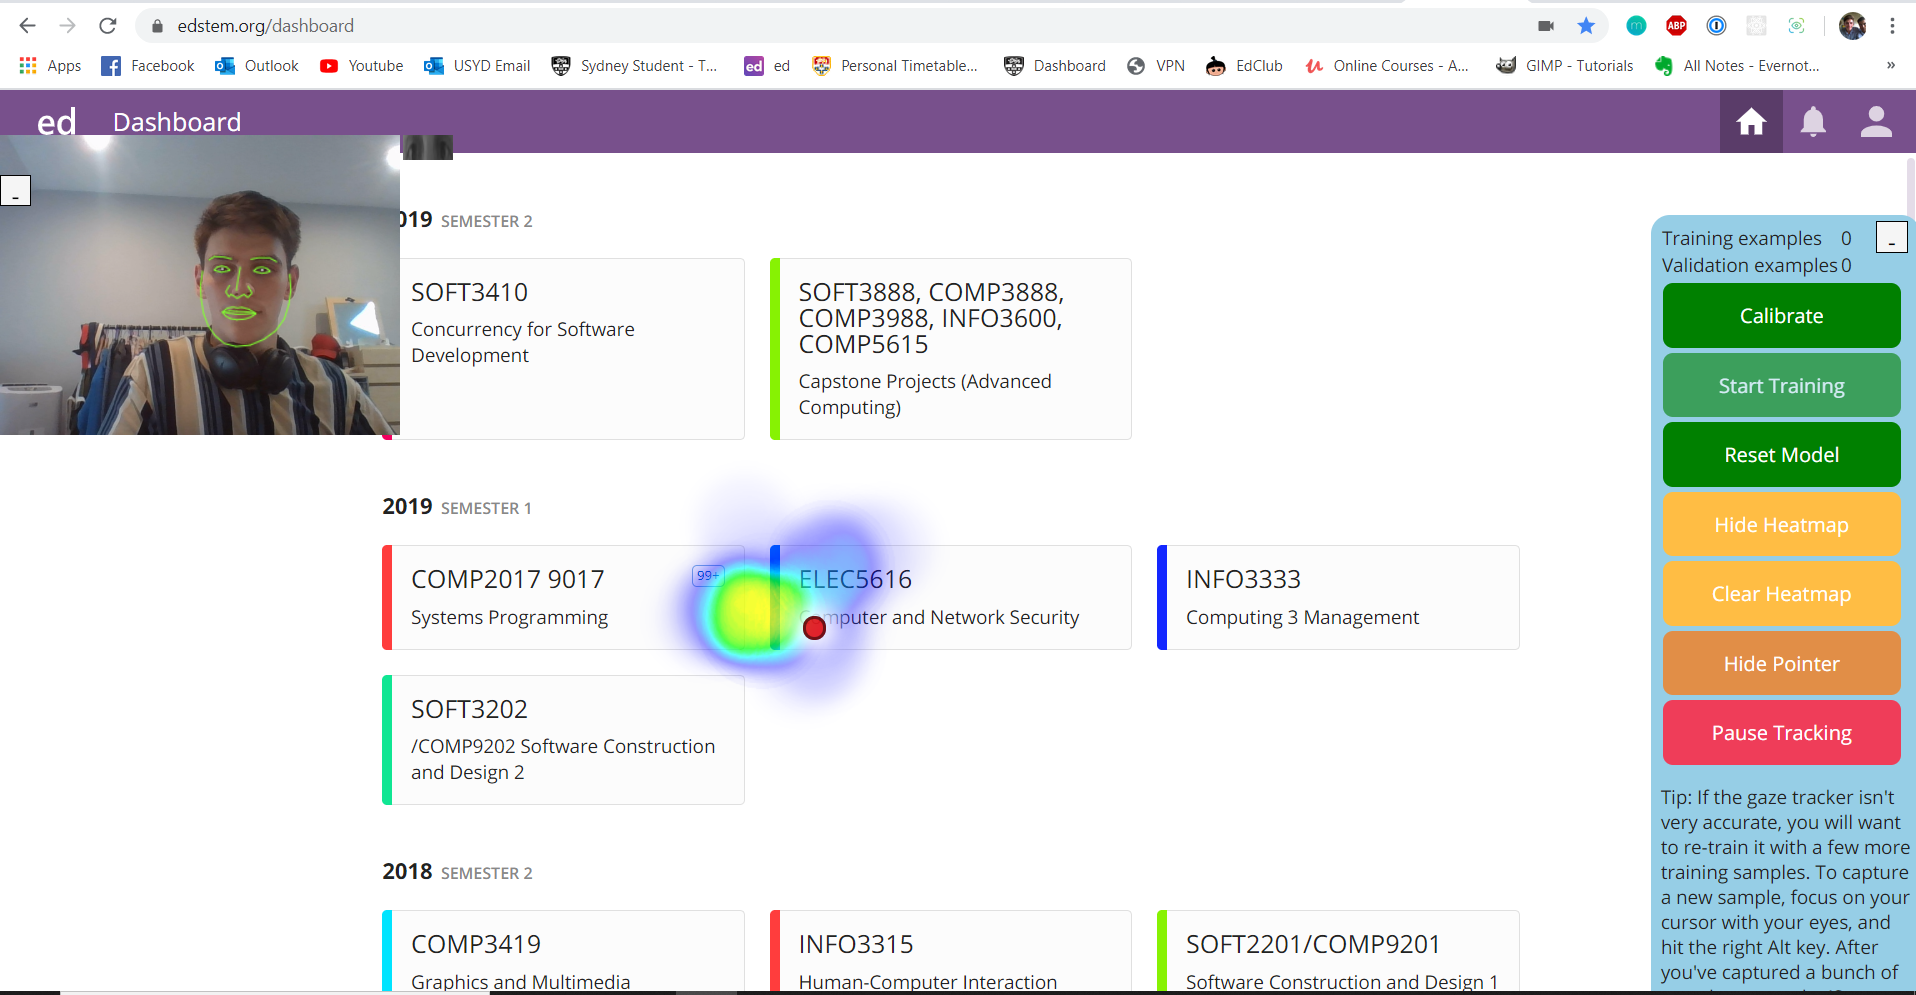 edstem.org/dashboard
ABP
Apps Facebook Outlook Youtube USYD Email Sydney Student - T... ed ed Personal Timetable... Dashboard VPN EdClub Online Courses - A... GIMP - Tutorials All Notes - Evernot... »
ed Dashboard
019 SEMESTER 2
SOFT3410
Concurrency for Software
Development
SOFT3888, COMP3888,
COMP3988, INFO3600,
COMP5615
Capstone Projects (Advanced
Computing)
2019 SEMESTER 1
COMP2017 9017 99+
Systems Programming
ELEC5616
Computer and Network Security
INFO3333
Computing 3 Management
SOFT3202
/COMP9202 Software Construction
and Design 2
2018 SEMESTER 2
COMP3419
Graphics and Multimedia
INFO3315
Human-Computer Interaction
SOFT2201/COMP9201
Software Construction and Design 1
Training examples 0
Validation examples 0
Calibrate
Start Training
Reset Model
Hide Heatmap
Clear Heatmap
Hide Pointer
Pause Tracking
Tip: If the gaze tracker isn't
very accurate, you will want
to re-train it with a few more
training samples. To capture
a new sample, focus on your
cursor with your eyes, and
hit the right Alt key. After
you've captured a bunch of